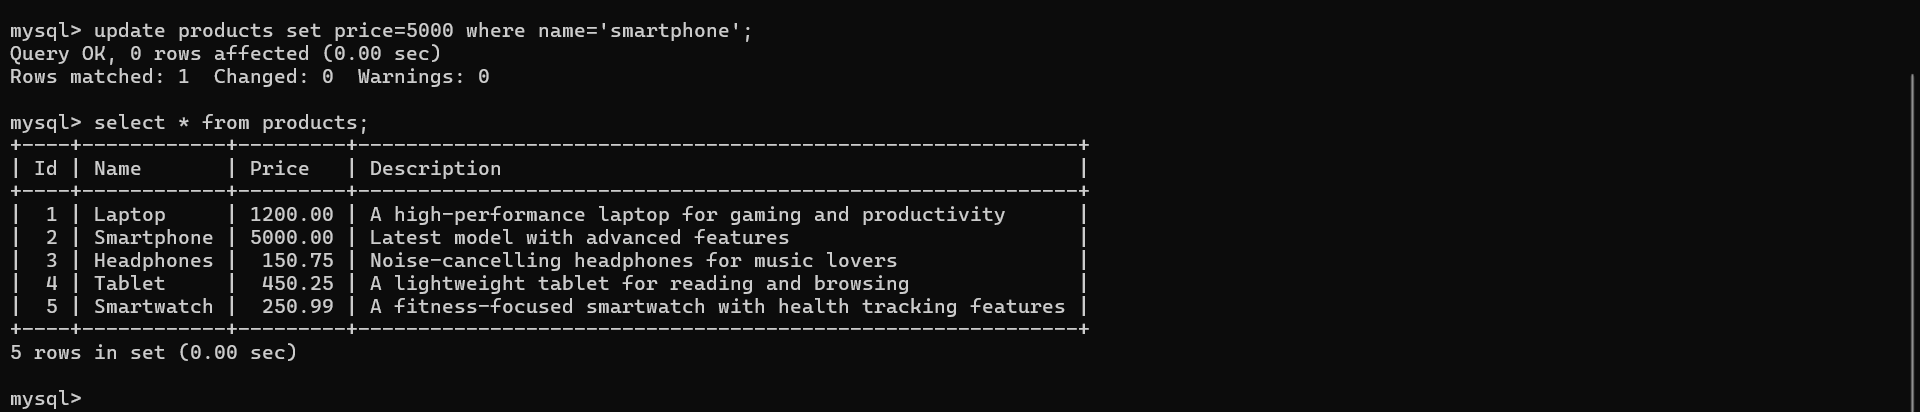 mysql> update products set price=5000 where name='smartphone';
Query OK, 0 rows affected (0.00 sec)
Rows matched: 1  Changed: 0  Warnings: 0
mysql> select * from products;
+----+------------+---------+------------------------------------------------------------+
| Id | Name       | Price   | Description                                                |
+----+------------+---------+------------------------------------------------------------+
|  1 | Laptop     | 1200.00 | A high-performance laptop for gaming and productivity      |
|  2 | Smartphone | 5000.00 | Latest model with advanced features                        |
|  3 | Headphones |  150.75 | Noise-cancelling headphones for music lovers               |
|  4 | Tablet     |  450.25 | A lightweight tablet for reading and browsing              |
|  5 | Smartwatch |  250.99 | A fitness-focused smartwatch with health tracking features |
+----+------------+---------+------------------------------------------------------------+
5 rows in set (0.00 sec)
mysql>